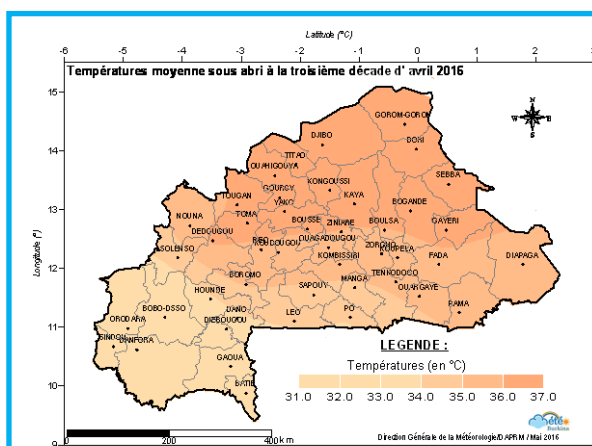 Latitude (°C)
-6 -5 -4 -3 -2 -1 0 1 2
Températures moyenne sous abri à la troisième décade d' avril 2016
15
GOROM-GOROM
N
W E
S
DJIBO
DORI
14
TITAO
OUAHIGOUYA
SEBBA
KONGOUSSI
GOURCY
TOUGAN
KAYA
YAKO
BOGANDE
NOUNA
TOMA
BOUSSE
ZINIARE
BOULSA
GAYERI
13
DEDOUGOU
REO
OUAGADOUGOU
KOUDOUGOU
ZORGHO
KOUPELA
SOLENSO
KOMBISSIRI
FADA
DIAPAGA
12
TENKODOGO
BOROMO
MANGA
HOUNDE
SAPOUY
OUARGAYE
BOBO-DSSO
DANO
PAMA
ORODARA
DIEBOUGOU
LEO
PO
11
SINDOU
BANFORA
LEGENDE :
GAOUA
Températures (en °C)
10
BATIE
31.0 32.0 33.0 34.0 35.0 36.0 37.0
Longitude (°)
9
0 200 400 km
Météo
Burkina
Direction Générale de la Météorologie/DAPRM / Mai 2016